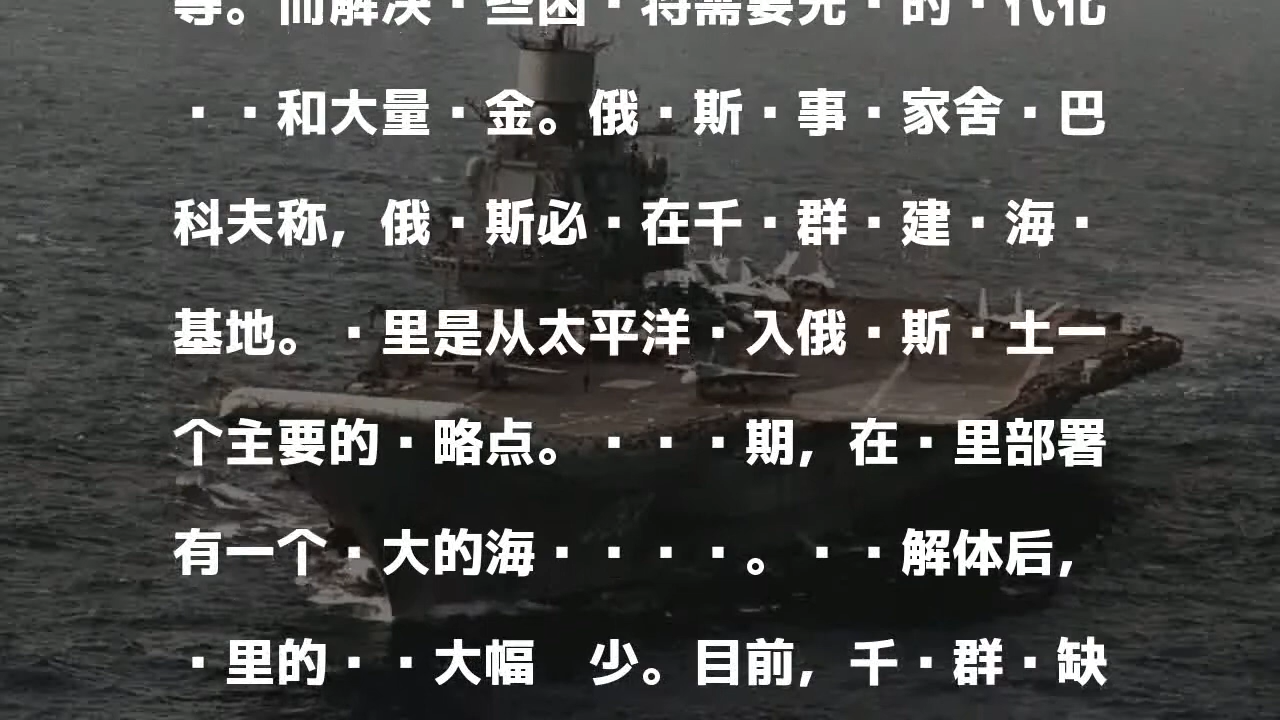 等。而解决·些困·将需要先·的·代化
··和大量·金。俄·斯·事·家舍·巴
科夫称，俄·斯必·在千·群·建·海·
基地。·里是从太平洋·入俄·斯·土一
个主要的·略点。···期，在·里部署
有一个·大的海····。··解体后，
·里的··大幅　少。目前，千·群·缺